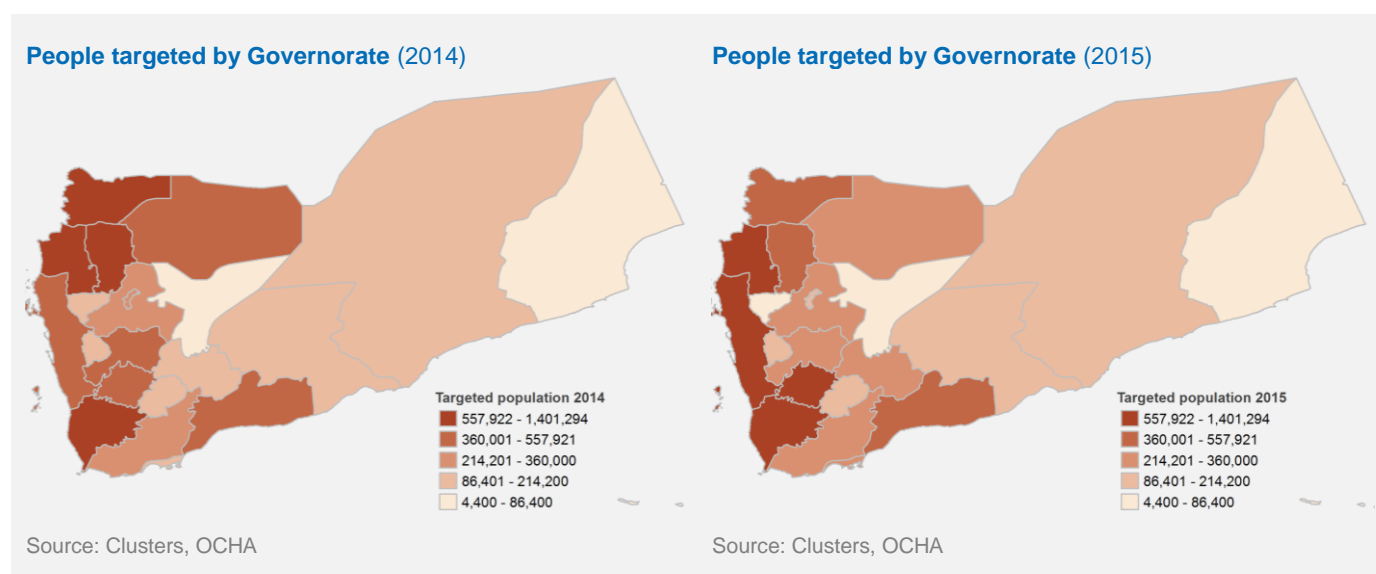 People targeted by Governorate (2014)
Targeted population 2014
557,922 - 1,401,294
360,001 - 557,921
214,201 - 360,000
86,401 - 214,200
4,400 - 86,400
Source: Clusters, OCHA
People targeted by Governorate (2015)
Targeted population 2015
557,922 - 1,401,294
360,001 - 557,921
214,201 - 360,000
86,401 - 214,200
4,400 - 86,400
Source: Clusters, OCHA